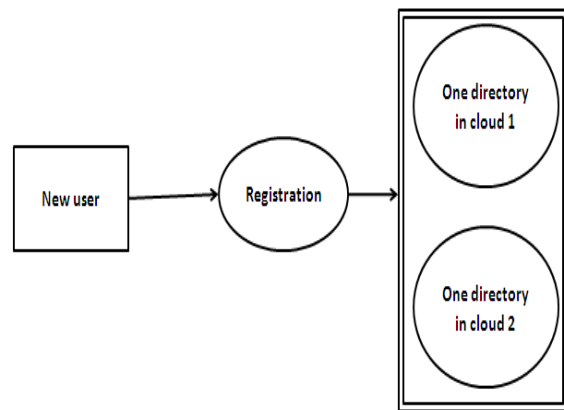 New user
Registration
One directory
in cloud 1
One directory
in cloud 2